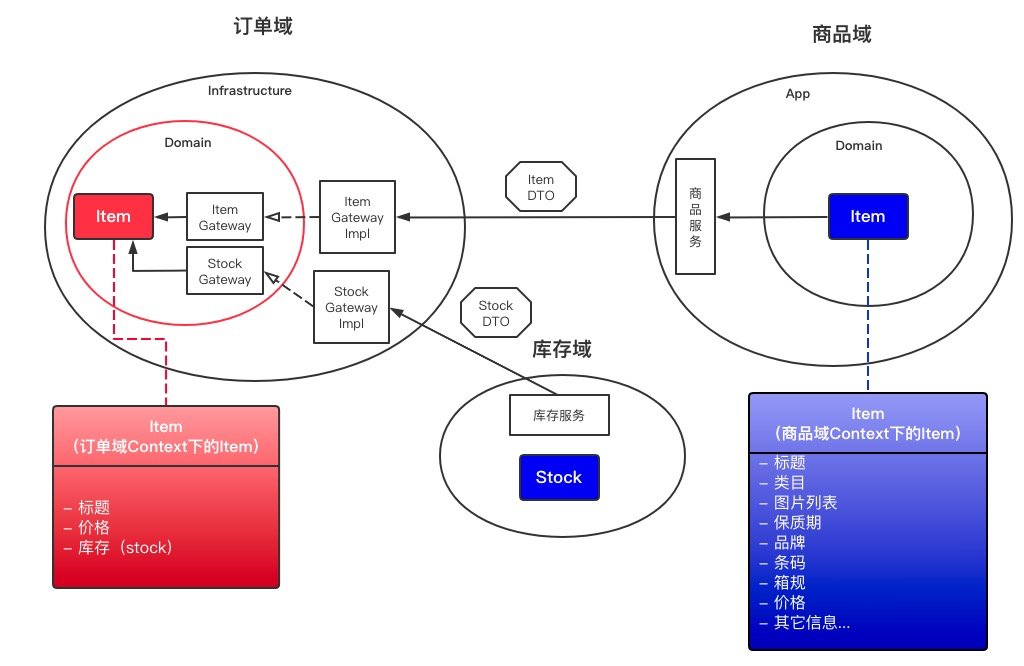 订单域
商品域
Infrastructure
App
Domain
Domain
Item
Item
Gateway
Stock
Gateway
Item
Gateway
Impl
Stock
Gateway
Impl
Item
DTO
Stock
DTO
商
品
服
务
Item
库存域
库存服务
Stock
Item
（订单域Context下的Item）
– 标题
– 价格
– 库存（stock）
Item
（商品域Context下的Item）
– 标题
– 类目
– 图片列表
– 保质期
– 品牌
– 条码
– 箱规
– 价格
– 其它信息...